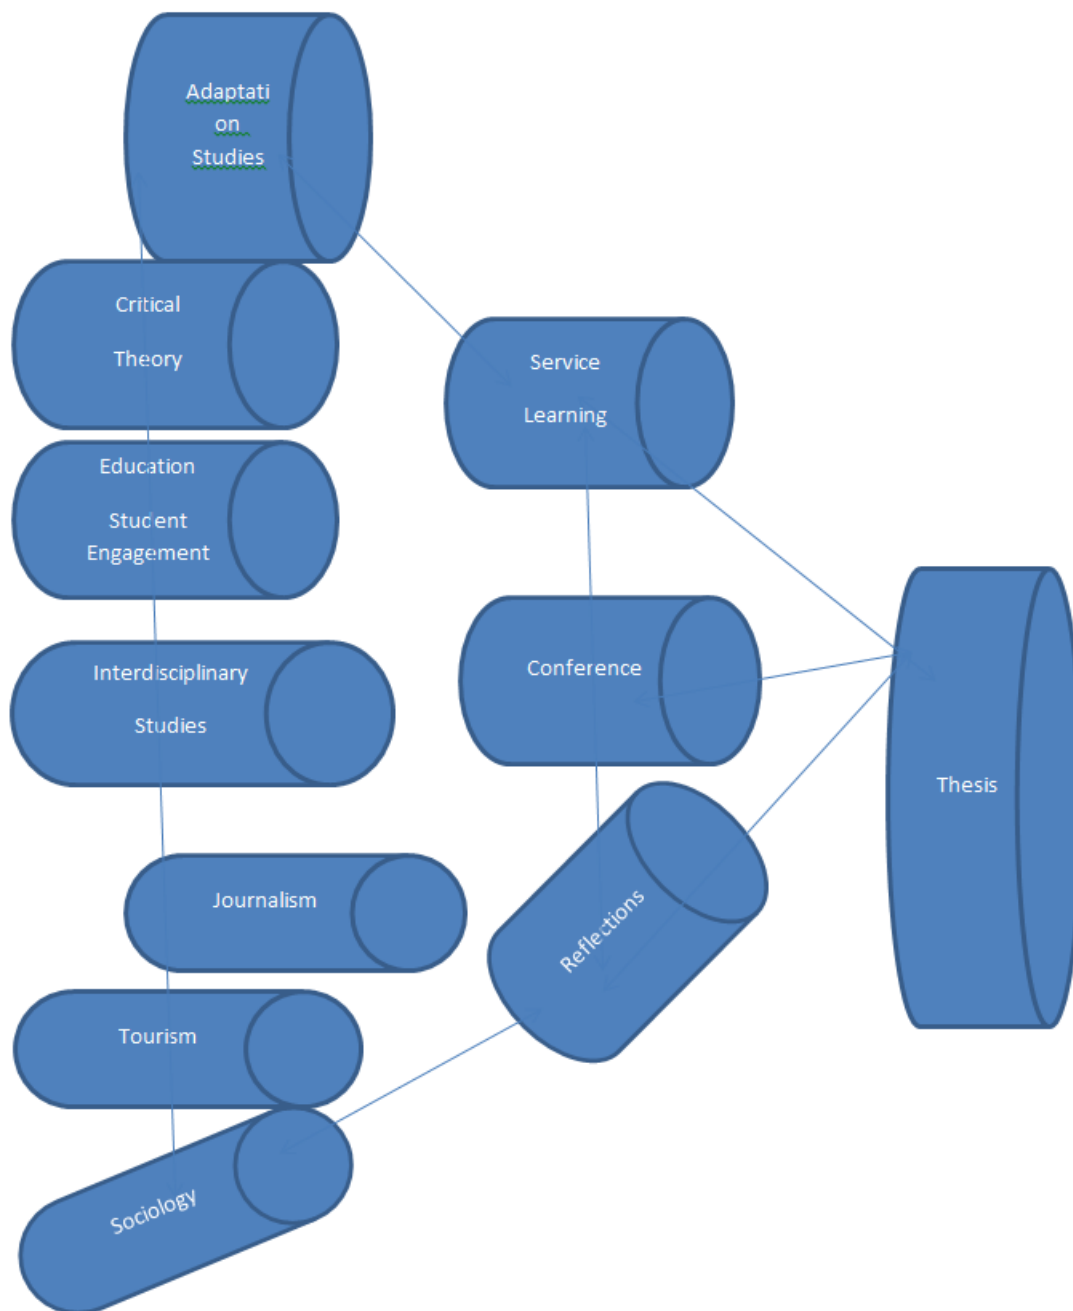 Adaptati
on
Studies
Critical
Theory
Education
Student
Engagement
Interdisciplinary
Studies
Journalism
Tourism
Sociology
Service
Learning
Conference
Reflections
Thesis